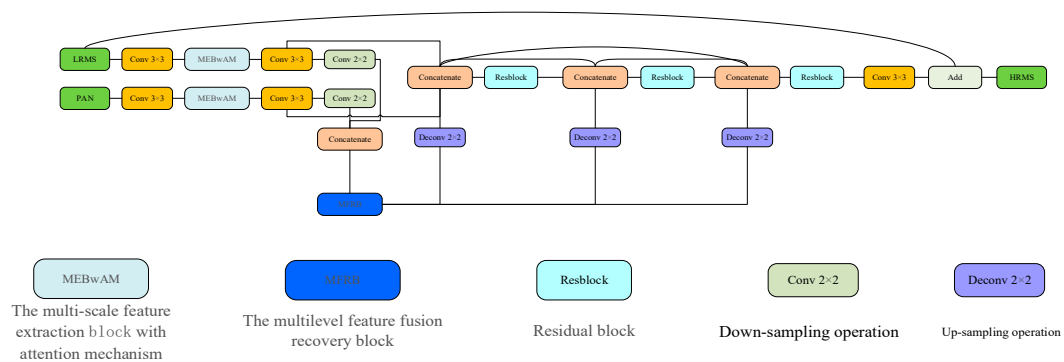 LRMS
Conv 3×3
MEBwAM
Conv 3×3
Conv 2×2
PAN
Conv 3×3
MEBwAM
Conv 3×3
Conv 2×2
Concatenate
Concatenate
Resblock
Concatenate
Resblock
Concatenate
Resblock
Conv 3×3
Add
HRMS
Deconv 2×2
Deconv 2×2
Deconv 2×2
MEBwAM
The multi-scale feature
extraction block with
attention mechanism
The multilevel feature fusion
recovery block
Resblock
Residual block
Conv 2×2
Down-sampling operation
Deconv 2×2
Up-sampling operation